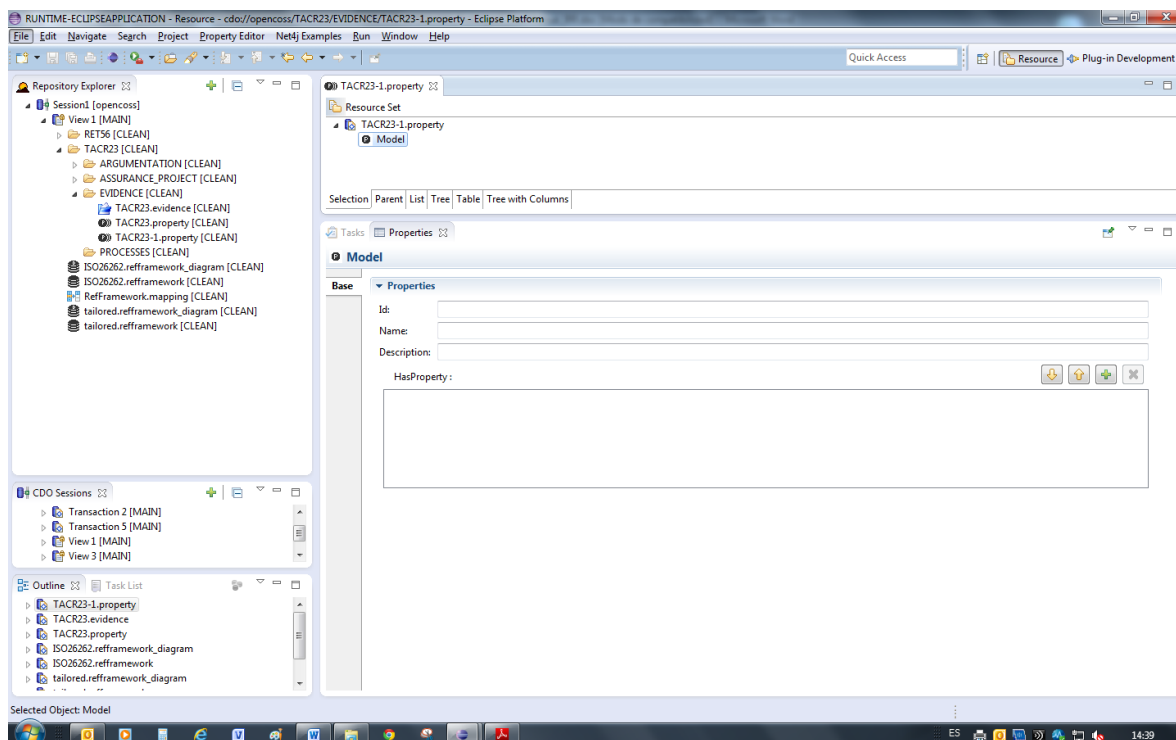 RUNTIME-ECLIPSEAPPLICATION - Resource - cdo://opencoss/TACR23/EVIDENCE/TACR23-1.property - Eclipse Platform
File Edit Navigate Search Project Property Editor Net4j Examples Run Window Help
Quick Access
Resource
Plug-in Development
Repository Explorer
Session1 [opencoss]
View 1 [MAIN]
RET56 [CLEAN]
TACR23 [CLEAN]
ARGUMENTATION [CLEAN]
ASSURANCE_PROJECT [CLEAN]
EVIDENCE [CLEAN]
TACR23.evidence [CLEAN]
TACR23.property [CLEAN]
TACR23-1.property [CLEAN]
PROCESSES [CLEAN]
ISO26262.refframework_diagram [CLEAN]
ISO26262.refframework [CLEAN]
RefFramework.mapping [CLEAN]
tailored.refframework_diagram [CLEAN]
tailored.refframework [CLEAN]
CDO Sessions
Transaction 2 [MAIN]
Transaction 5 [MAIN]
View 1 [MAIN]
View 3 [MAIN]
Outline Task List
TACR23-1.property
TACR23.evidence
TACR23.property
ISO26262.refframework_diagram
ISO26262.refframework
tailored.refframework_diagram
TACR23-1.property
Resource Set
TACR23-1.property
Model
Selection Parent List Tree Table Tree with Columns
Tasks Properties
Model
Base
Properties
Id:
Name:
Description:
HasProperty :
Selected Object: Model
ES
14:39